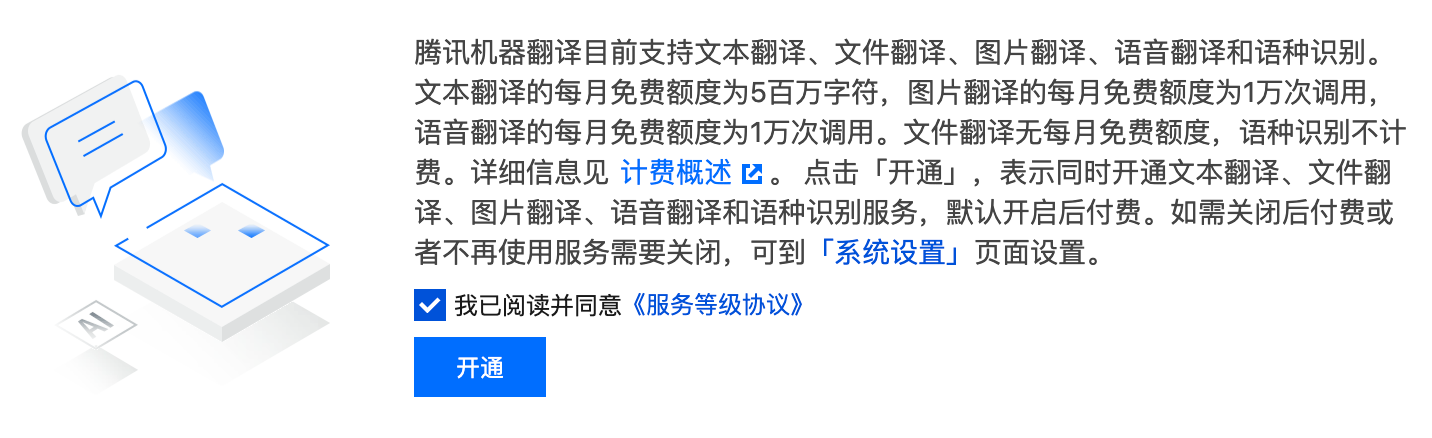 腾讯机器翻译目前支持文本翻译、文件翻译、图片翻译、语音翻译和语种识别。
文本翻译的每月免费额度为5百万字符，图片翻译的每月免费额度为1万次调用，
语音翻译的每月免费额度为1万次调用。文件翻译无每月免费额度，语种识别不计
费。详细信息见 计费概述 。 点击「开通」，表示同时开通文本翻译、文件翻
译、图片翻译、语音翻译和语种识别服务，默认开启后付费。如需关闭后付费或
者不再使用服务需要关闭，可到「系统设置」页面设置。
我已阅读并同意《服务等级协议》
开通
AI